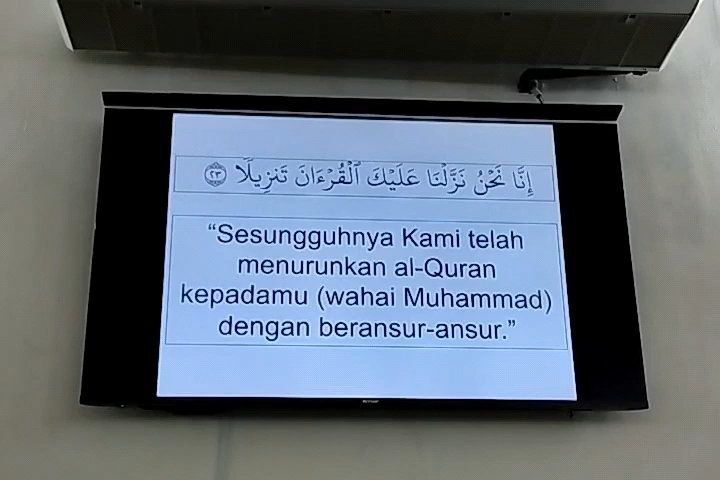 إِنَّا نَحْنُ نَزَّلْنَا عَلَيْكَ ٱلْقُرْءَانَ تَنزِيلًا ٢٣
“Sesungguhnya Kami telah
menurunkan al-Quran
kepadamu (wahai Muhammad)
dengan beransur-ansur.”